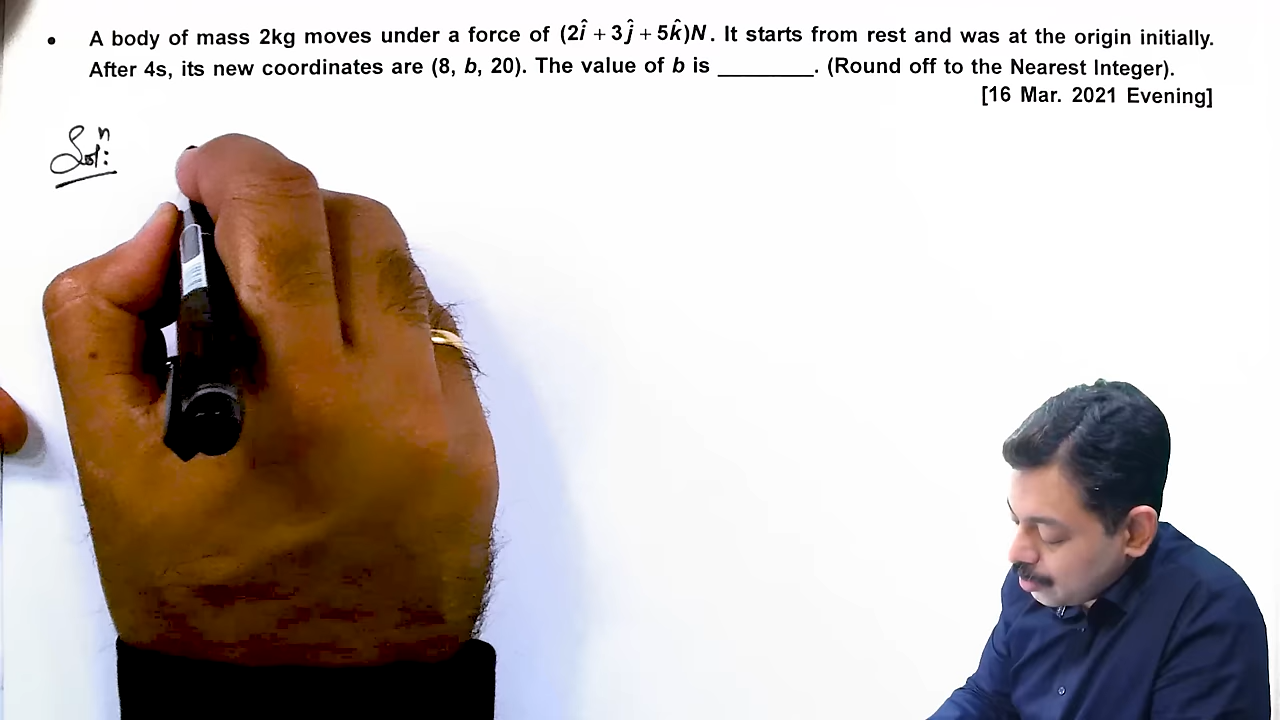 • A body of mass 2kg moves under a force of (2î + 3ĵ + 5k̂)N. It starts from rest and was at the origin initially.
After 4s, its new coordinates are (8, b, 20). The value of b is ________. (Round off to the Nearest Integer).
[16 Mar. 2021 Evening]
Solⁿ: